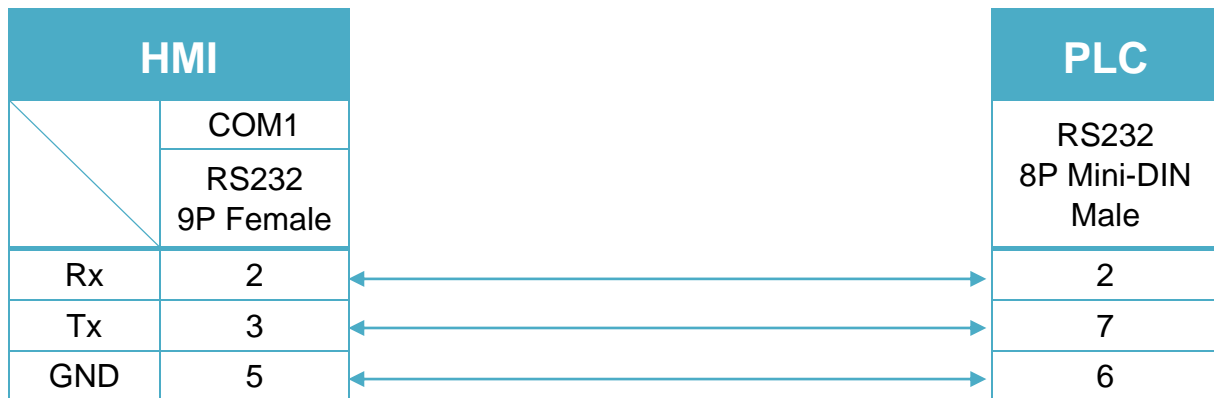 HMI
PLC
COM1
RS232
9P Female
RS232
8P Mini-DIN
Male
Rx 2 2
Tx 3 7
GND 5 6